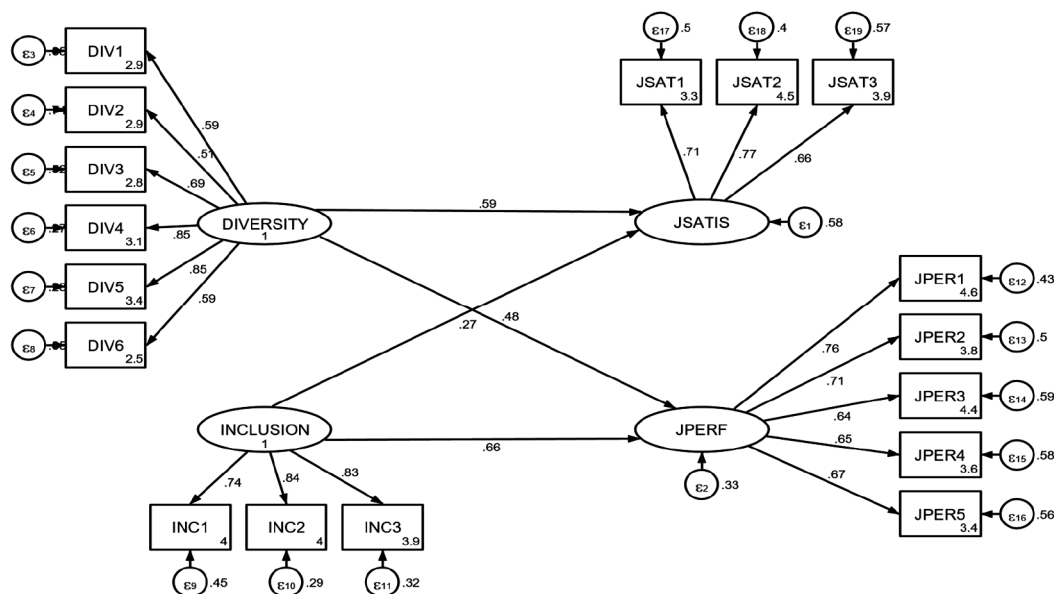 ε3
DIV1
2.9
ε4
DIV2
2.9
ε5
DIV3
2.8
ε6
DIV4
3.1
ε7
DIV5
3.4
ε8
DIV6
2.5
.59
.51
.69
.85
.85
.59
DIVERSITY
1
ε17 .5
ε18 .4
ε19 .57
JSAT1
3.3
JSAT2
4.5
JSAT3
3.9
.71
.77
.66
.59
JSATIS
ε1 .58
.27
.48
INCLUSION
1
.66
JPERF
ε2 .33
.74
.84
.83
INC1
4
INC2
4
INC3
3.9
ε9 .45
ε10 .29
ε11 .32
.76
.71
.64
.65
.67
JPER1
4.6
ε12 .43
JPER2
3.8
ε13 .5
JPER3
4.4
ε14 .59
JPER4
3.6
ε15 .58
JPER5
3.4
ε16 .56